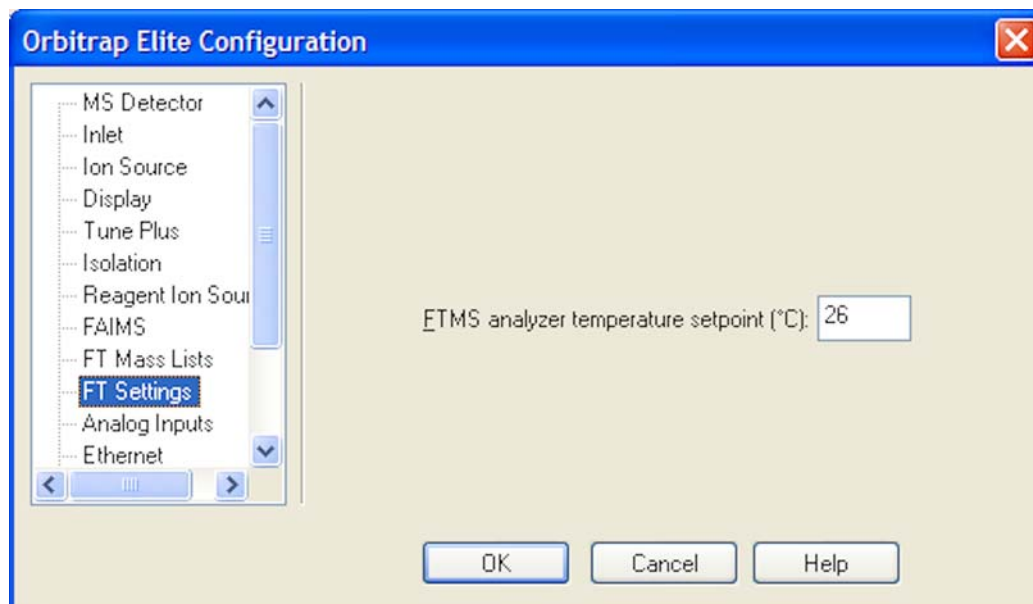 Orbitrap Elite Configuration
MS Detector
Inlet
Ion Source
Display
Tune Plus
Isolation
Reagent Ion Sour
FAIMS
FT Mass Lists
FT Settings
Analog Inputs
Ethernet
FTMS analyzer temperature setpoint (°C): 26
OK Cancel Help